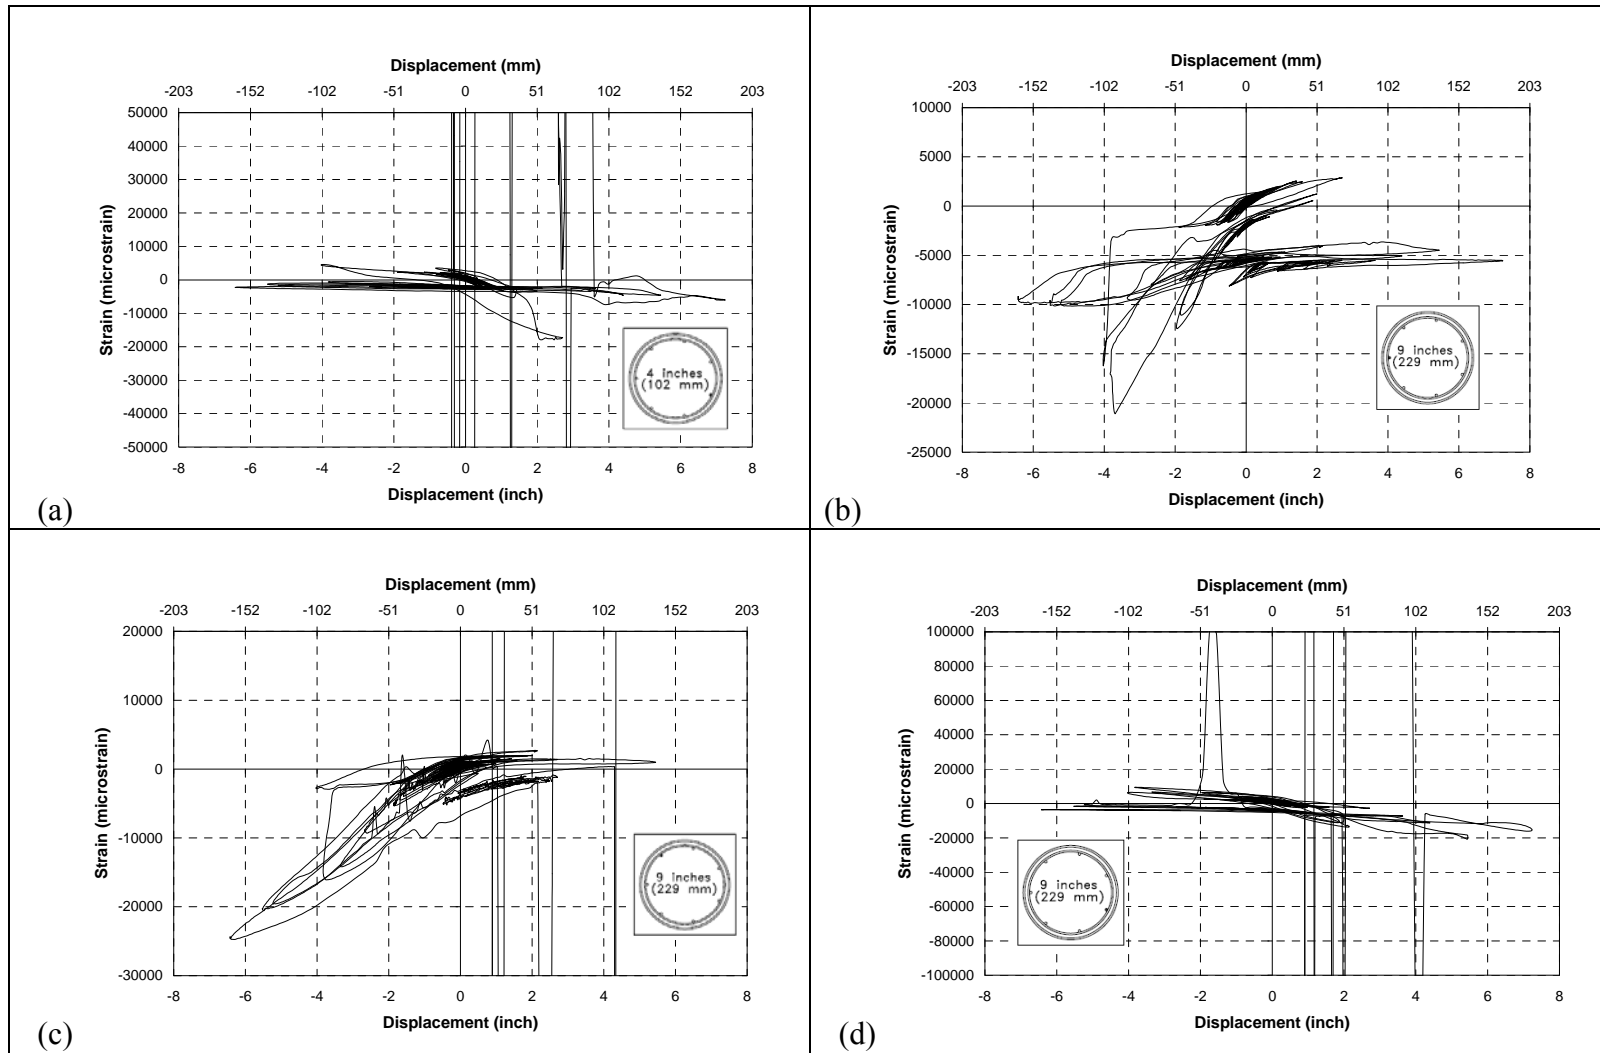 Displacement (mm)
-203 -152 -102 -51 0 51 102 152 203
50000
40000
30000
20000
10000
0
-10000
-20000
-30000
-40000
-50000
Strain (microstrain)
4 inches
(102 mm)
-8 -6 -4 -2 0 2 4 6 8
Displacement (inch)
(a)
Displacement (mm)
-203 -152 -102 -51 0 51 102 152 203
10000
5000
0
-5000
-10000
-15000
-20000
-25000
Strain (microstrain)
9 inches
(229 mm)
-8 -6 -4 -2 0 2 4 6 8
Displacement (inch)
(b)
Displacement (mm)
-203 -152 -102 -51 0 51 102 152 203
20000
10000
0
-10000
-20000
-30000
Strain (microstrain)
9 inches
(229 mm)
-8 -6 -4 -2 0 2 4 6 8
Displacement (inch)
(c)
Displacement (mm)
-203 -152 -102 -51 0 51 102 152 203
100000
80000
60000
40000
20000
0
-20000
-40000
-60000
-80000
-100000
Strain (microstrain)
9 inches
(229 mm)
-8 -6 -4 -2 0 2 4 6 8
Displacement (inch)
(d)